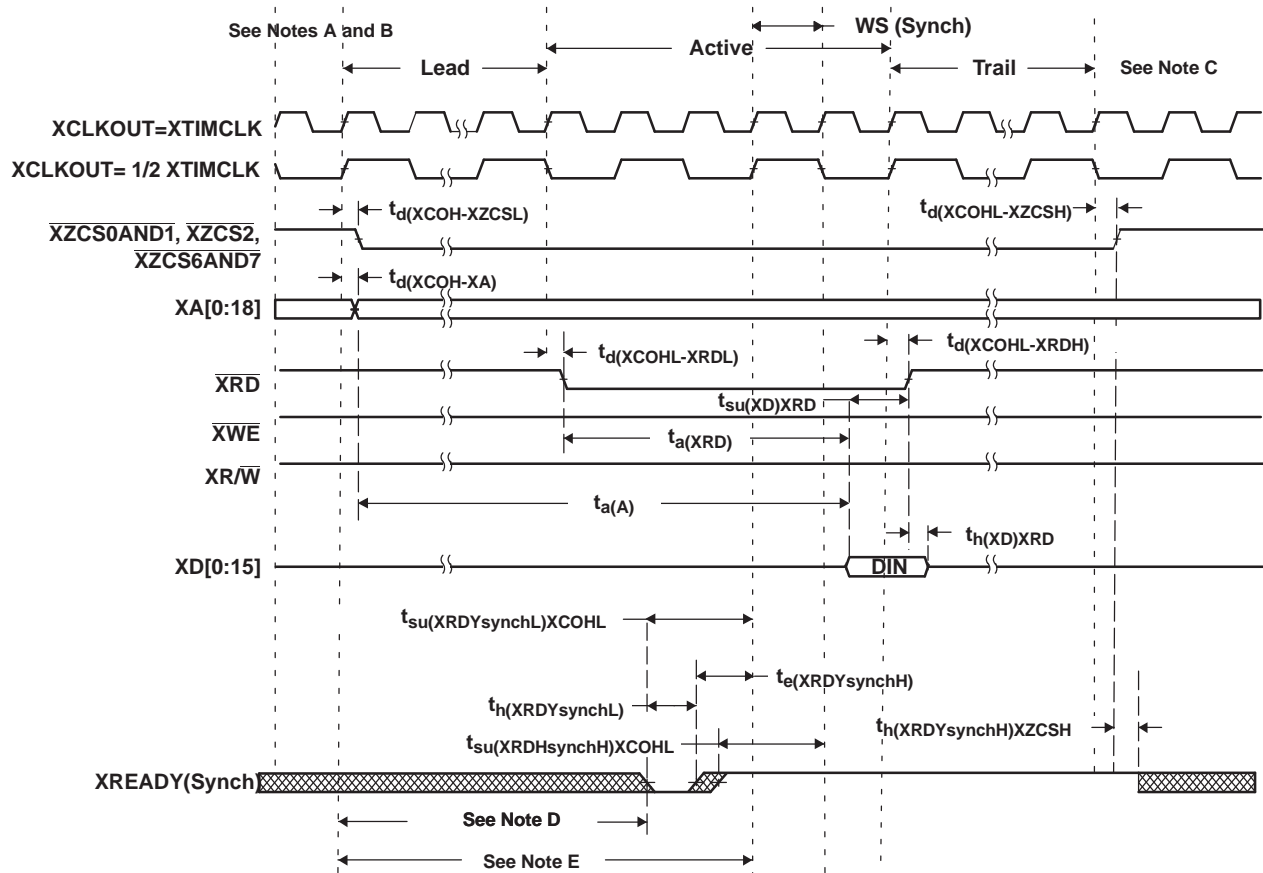 WS (Synch)
See Notes A and B
Active
Lead
Trail
See Note C
XCLKOUT=XTIMCLK
XCLKOUT= 1/2 XTIMCLK
td(XCOH-XZCSL)
td(XCOHL-XZCSH)
XZCS0AND1, XZCS2,
XZCS6AND7
td(XCOH-XA)
XA[0:18]
td(XCOHL-XRDL)
td(XCOHL-XRDH)
XRD
tsu(XD)XRD
XWE
ta(XRD)
XR/W
ta(A)
th(XD)XRD
XD[0:15]
DIN
tsu(XRDYsynchL)XCOHL
te(XRDYsynchH)
th(XRDYsynchL)
th(XRDYsynchH)XZCSH
tsu(XRDHsynchH)XCOHL
XREADY(Synch)
See Note D
See Note E